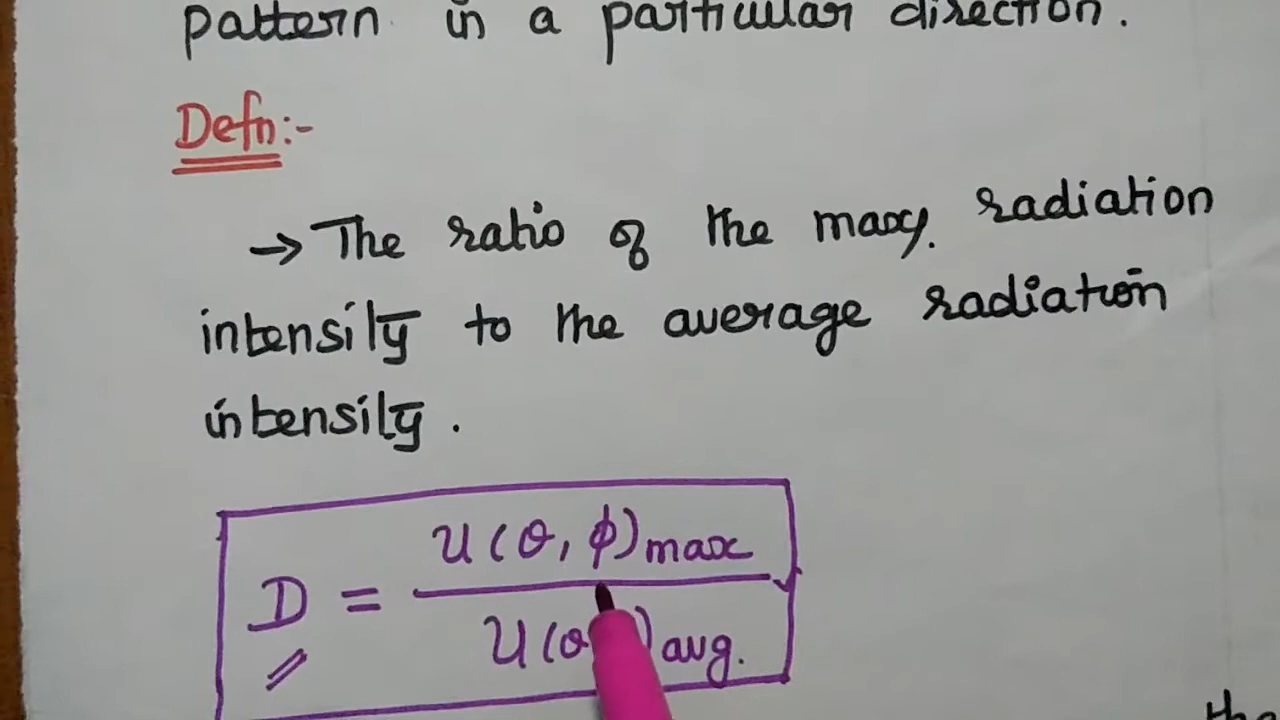 pattern in a particular direction.
Defn:-
→ The ratio of the max. radiation
intensity to the average radiation
intensity.
D = U(θ, ϕ)max
U(θ )avg.
the